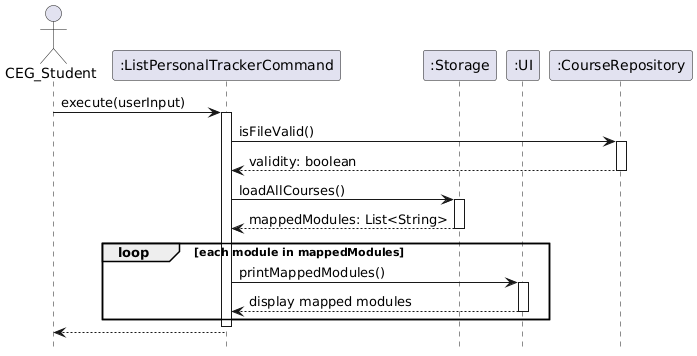 CEG_Student
:ListPersonalTrackerCommand
:Storage
:UI
:CourseRepository
execute(userInput)
isFileValid()
validity: boolean
loadAllCourses()
mappedModules: List<String>
loop
[each module in mappedModules]
printMappedModules()
display mapped modules